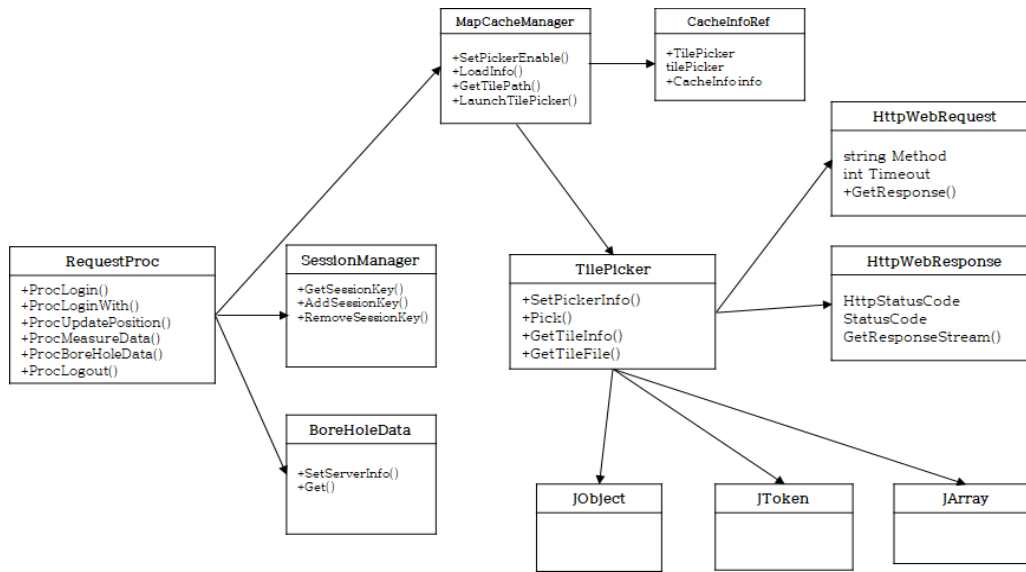 MapCacheManager
+SetPickerEnable()
+LoadInfo()
+GetTilePath()
+LaunchTilePicker()
CacheInfoRef
+TilePicker
tilePicker
+CacheInfo info
HttpWebRequest
string Method
int Timeout
+GetResponse()
RequestProc
+ProcLogin()
+ProcLoginWith()
+ProcUpdatePosition()
+ProcMeasureData()
+ProcBoreHoleData()
+ProcLogout()
SessionManager
+GetSessionKey()
+AddSessionKey()
+RemoveSessionKey()
TilePicker
+SetPickerInfo()
+Pick()
+GetTileInfo()
+GetTileFile()
HttpWebResponse
HttpStatusCode
StatusCode
GetResponseStream()
BoreHoleData
+SetServerInfo()
+Get()
JObject
JToken
JArray